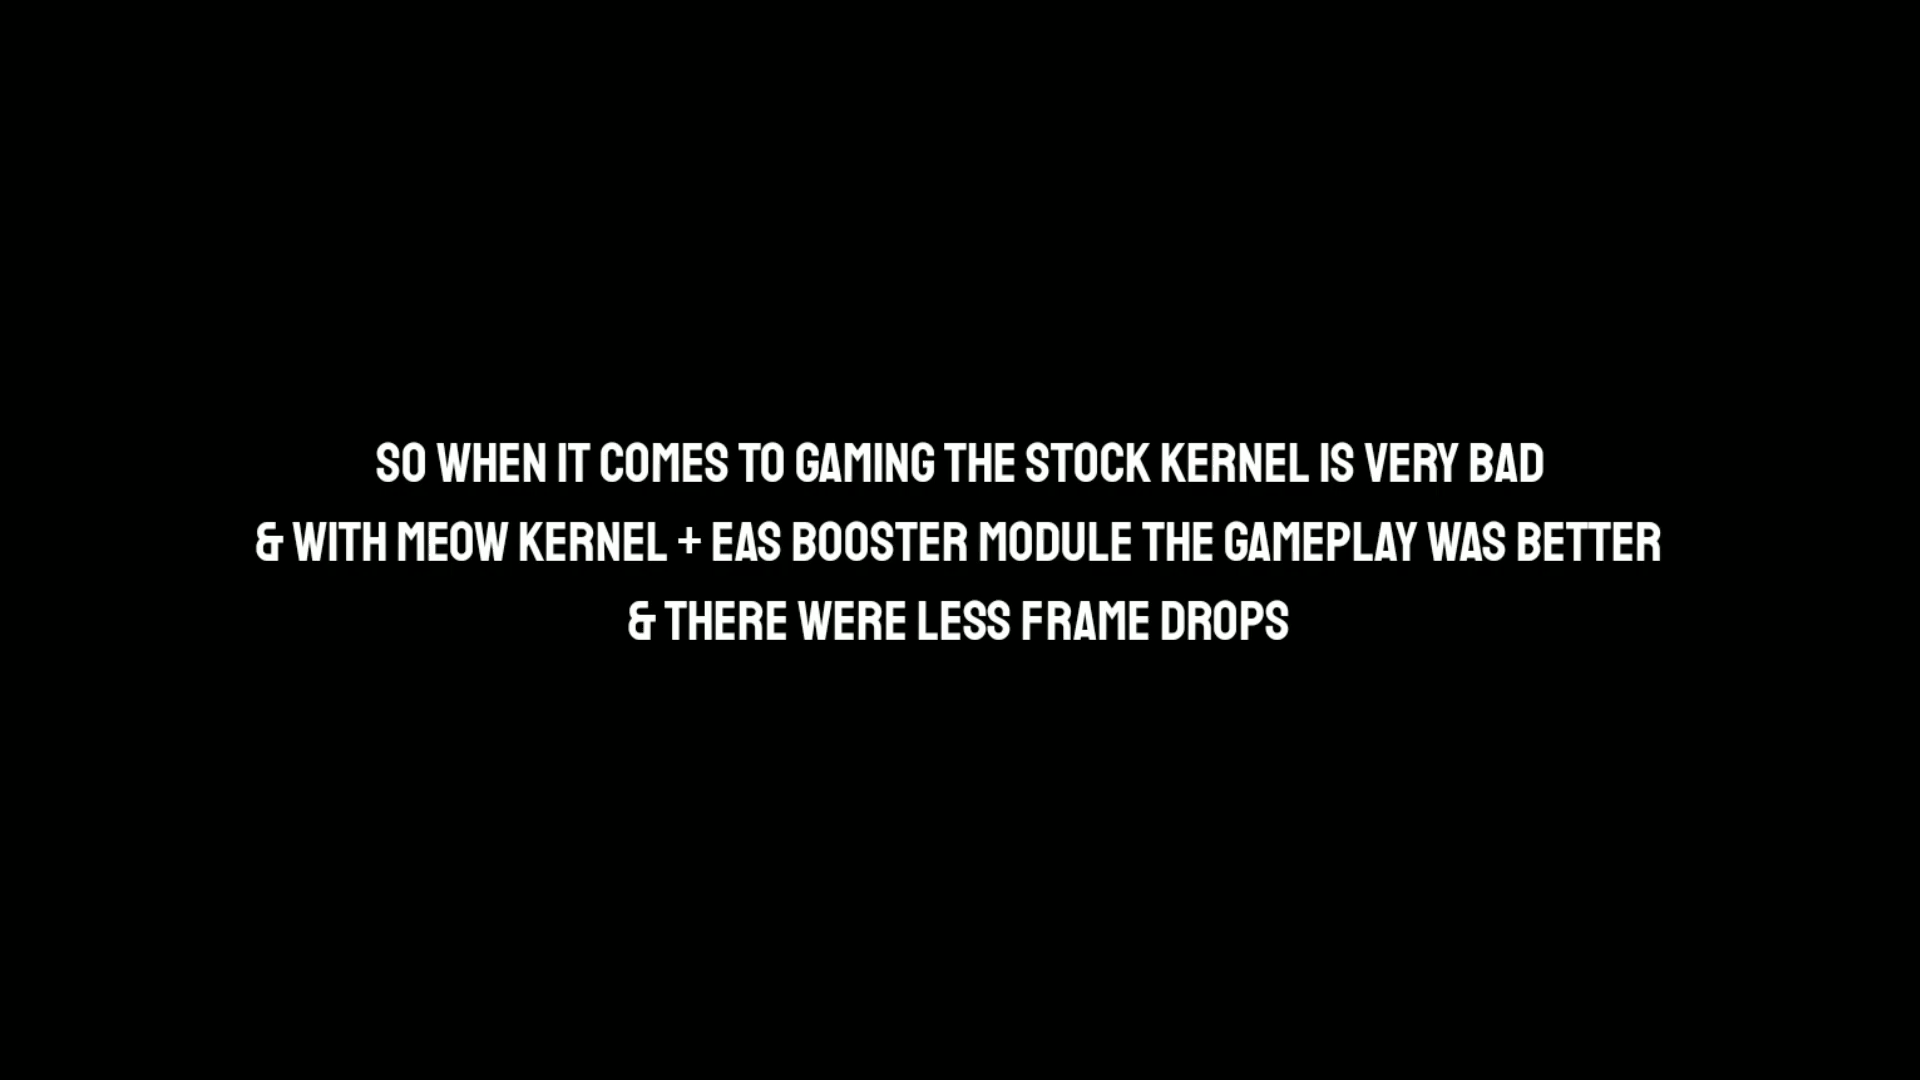 SO WHEN IT COMES TO GAMING THE STOCK KERNEL IS VERY BAD
& WITH MEOW KERNEL + EAS BOOSTER MODULE THE GAMEPLAY WAS BETTER
& THERE WERE LESS FRAME DROPS